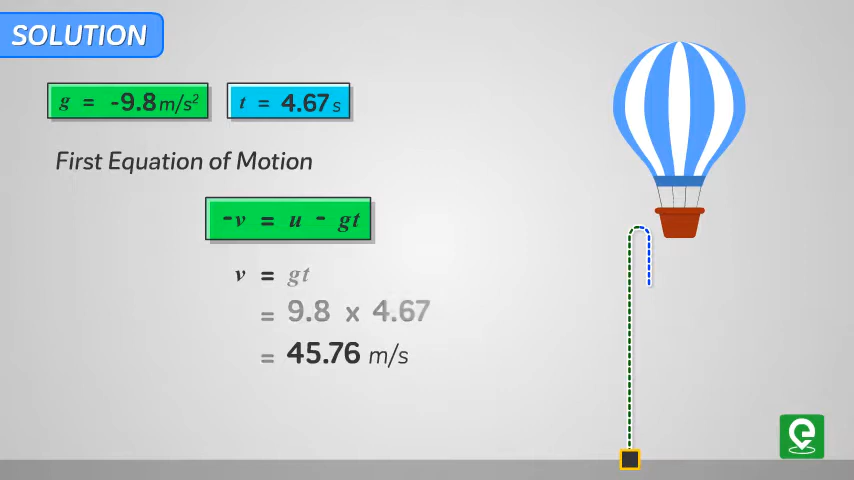 SOLUTION
g = -9.8 m/s² t = 4.67 s
First Equation of Motion
-v = u - gt
v = gt
= 9.8 x 4.67
= 45.76 m/s